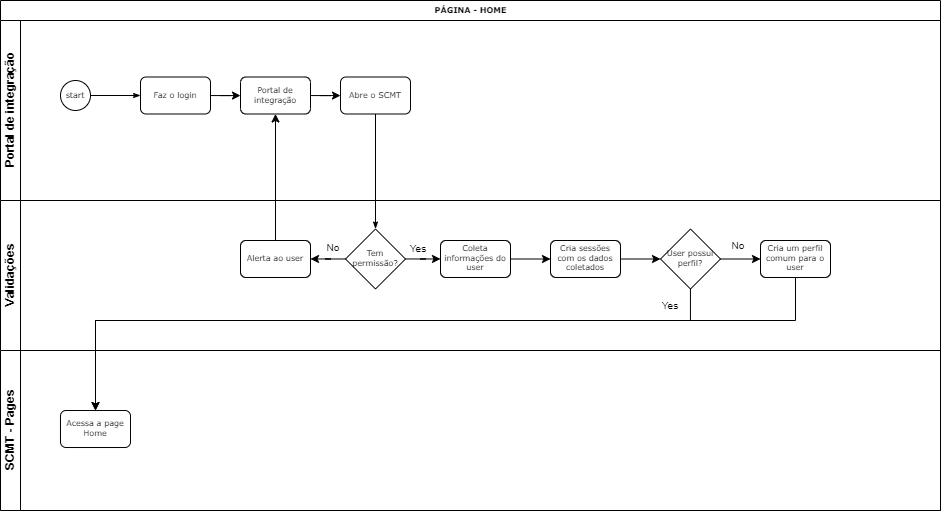 PÁGINA - HOME
Portal de integração
start
Faz o login
Portal de
integração
Abre o SCMT
Validações
Alerta ao user
No
Tem
permissão?
Yes
Coleta
informações do
user
Cria sessões
com os dados
coletados
User possui
perfil?
No
Cria um perfil
comum para o
user
Yes
SCMT - Pages
Acessa a page
Home